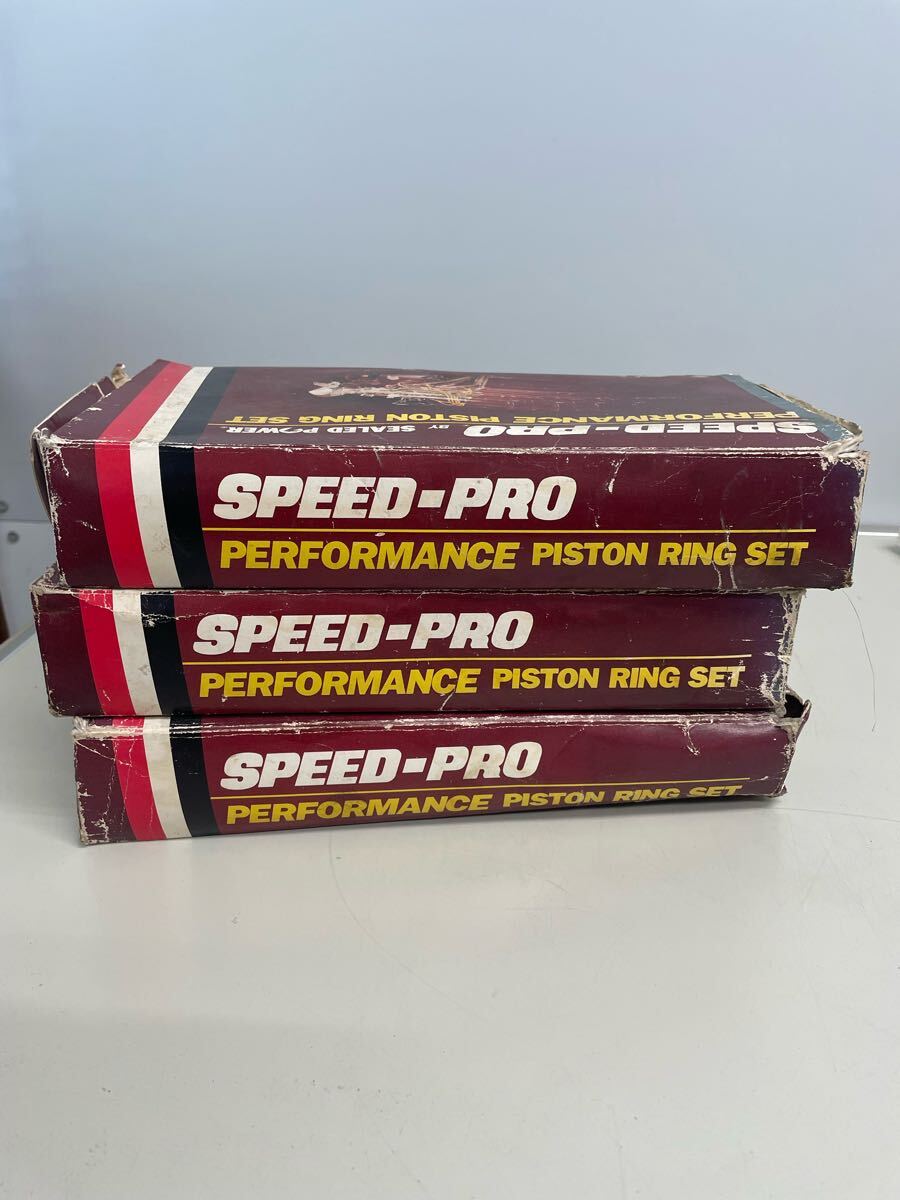 SPEED-PRO
BY SEALED POWER
PERFORMANCE PISTON RING SET
SPEED-PRO
PERFORMANCE PISTON RING SET
SPEED-PRO
PERFORMANCE PISTON RING SET
SPEED-PRO
PERFORMANCE PISTON RING SET